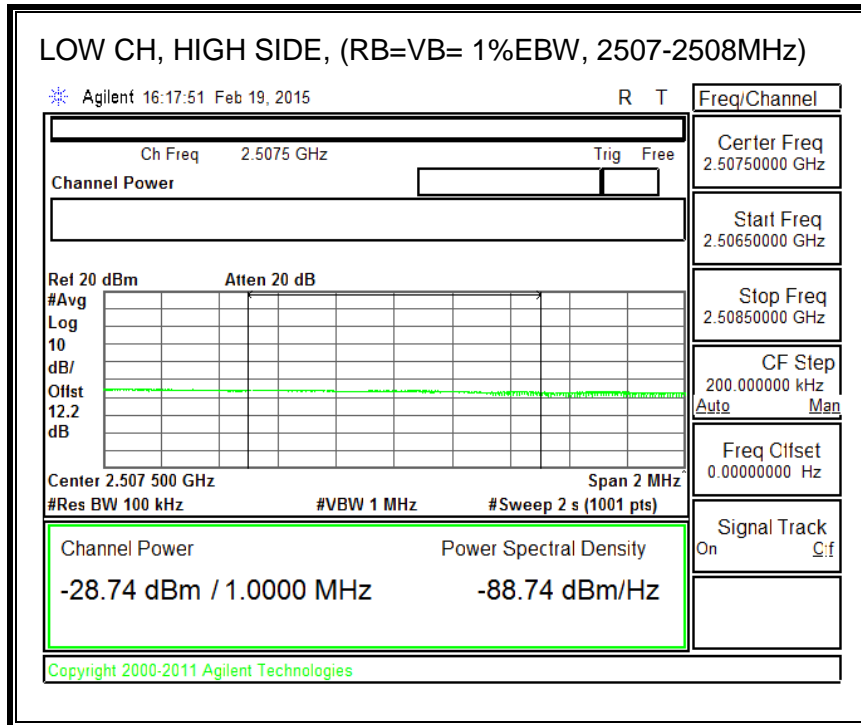 LOW CH, HIGH SIDE, (RB=VB= 1%EBW, 2507-2508MHz)
Agilent 16:17:51 Feb 19, 2015 R T
Ch Freq 2.5075 GHz Trig Free
Channel Power
Ref 20 dBm Atten 20 dB
#Avg
Log
10
dB/
Offst
12.2
dB
Center 2.507 500 GHz Span 2 MHz
#Res BW 100 kHz #VBW 1 MHz #Sweep 2 s (1001 pts)
Channel Power Power Spectral Density
-28.74 dBm / 1.0000 MHz -88.74 dBm/Hz
Copyright 2000-2011 Agilent Technologies
Freq/Channel
Center Freq
2.50750000 GHz
Start Freq
2.50650000 GHz
Stop Freq
2.50850000 GHz
CF Step
200.000000 kHz
Auto Man
Freq Offset
0.00000000 Hz
Signal Track
On Off